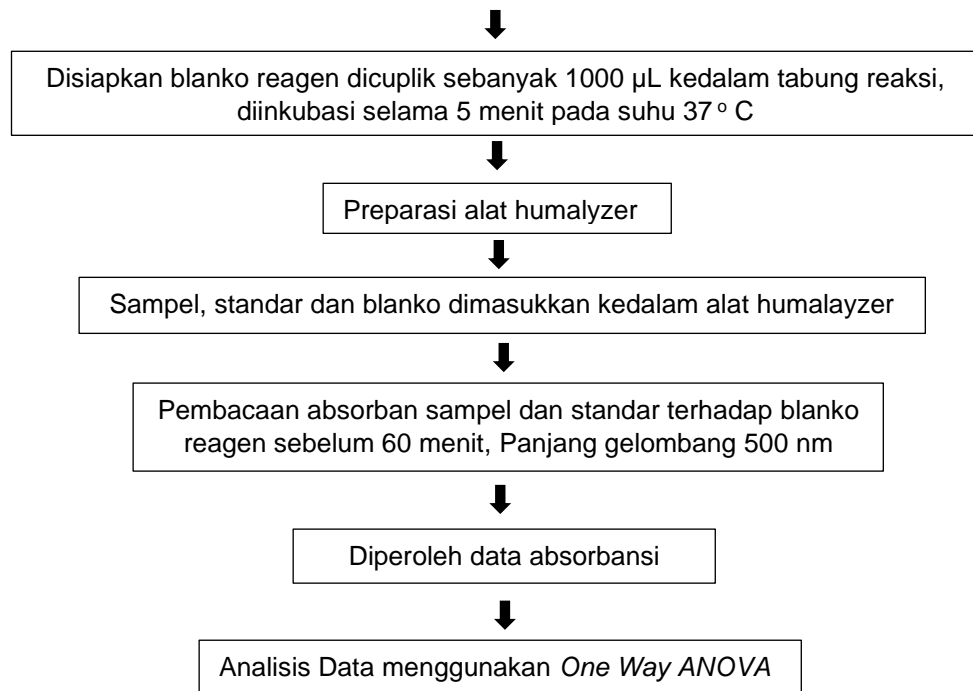 Disiapkan blanko reagen dicuplik sebanyak 1000 µL kedalam tabung reaksi,
diinkubasi selama 5 menit pada suhu 37 º C
Preparasi alat humalyzer
Sampel, standar dan blanko dimasukkan kedalam alat humalayzer
Pembacaan absorban sampel dan standar terhadap blanko
reagen sebelum 60 menit, Panjang gelombang 500 nm
Diperoleh data absorbansi
Analisis Data menggunakan One Way ANOVA